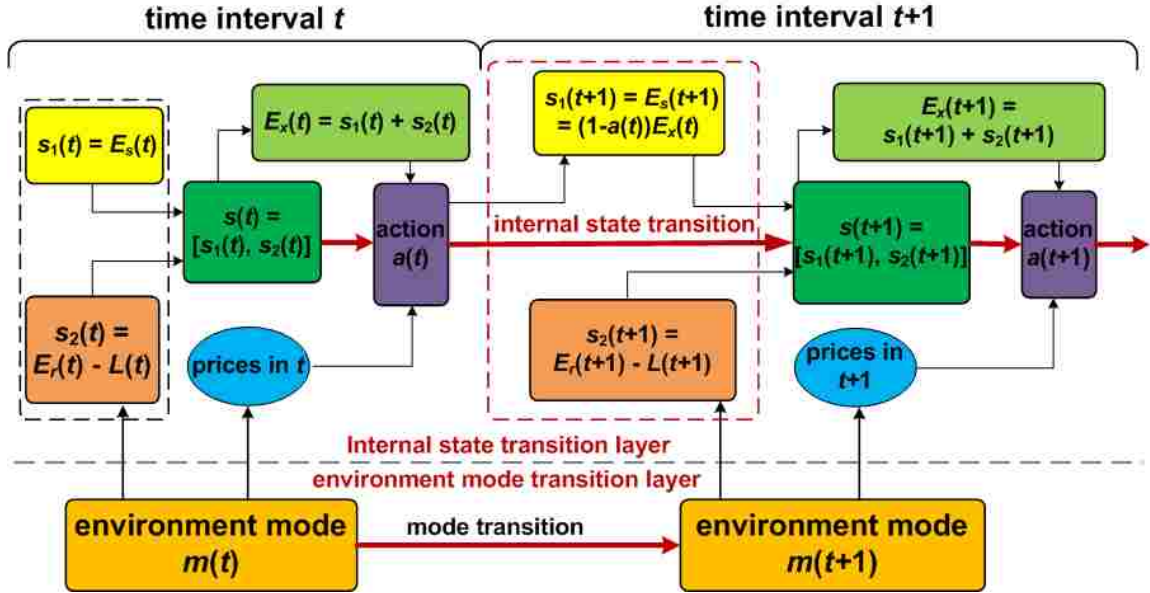 time interval t
time interval t+1
s1(t) = Es(t)
Ex(t) = s1(t) + s2(t)
s(t) =
[s1(t), s2(t)]
action
a(t)
s2(t) =
Er(t) - L(t)
prices in t
s1(t+1) = Es(t+1)
= (1-a(t))Ex(t)
internal state transition
Ex(t+1) =
s1(t+1) + s2(t+1)
s(t+1) =
[s1(t+1), s2(t+1)]
action
a(t+1)
s2(t+1) =
Er(t+1) - L(t+1)
prices in
t+1
Internal state transition layer
environment mode transition layer
environment mode
m(t)
mode transition
environment mode
m(t+1)